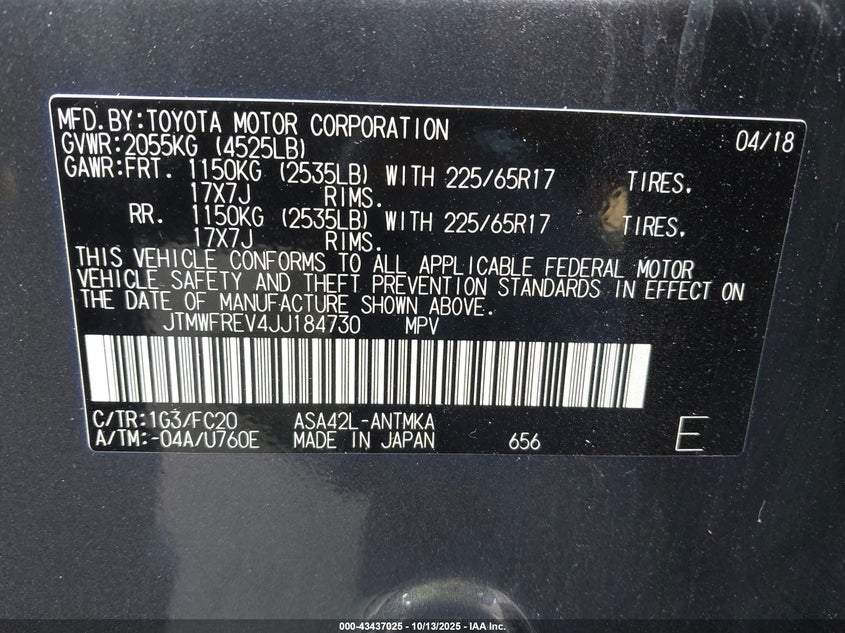 MFD.BY:TOYOTA MOTOR CORPORATION 04/18
GVWR:2055KG (4525LB)
GAWR:FRT. 1150KG (2535LB) WITH 225/65R17 TIRES,
17X7J RIMS.
RR. 1150KG (2535LB) WITH 225/65R17 TIRES,
17X7J RIMS.
THIS VEHICLE CONFORMS TO ALL APPLICABLE FEDERAL MOTOR
VEHICLE SAFETY AND THEFT PREVENTION STANDARDS IN EFFECT ON
THE DATE OF MANUFACTURE SHOWN ABOVE.
JTMWFREV4JJ184730 MPV
C/TR:1G3/FC20 ASA42L-ANTMKA
A/TM:-04A/U760E MADE IN JAPAN 656 E
000-43437025 - 10/13/2025 - IAA Inc.